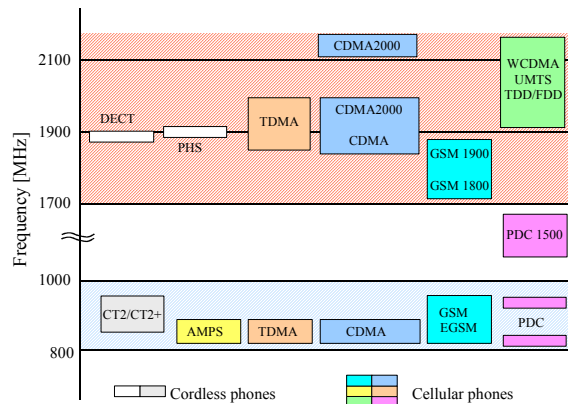 Frequency [MHz]
2100
1900
1700
1000
800
CDMA2000
WCDMA
UMTS
TDD/FDD
DECT
PHS
TDMA
CDMA2000
CDMA
GSM 1900
GSM 1800
PDC 1500
CT2/CT2+
AMPS
TDMA
CDMA
GSM
EGSM
PDC
Cordless phones
Cellular phones